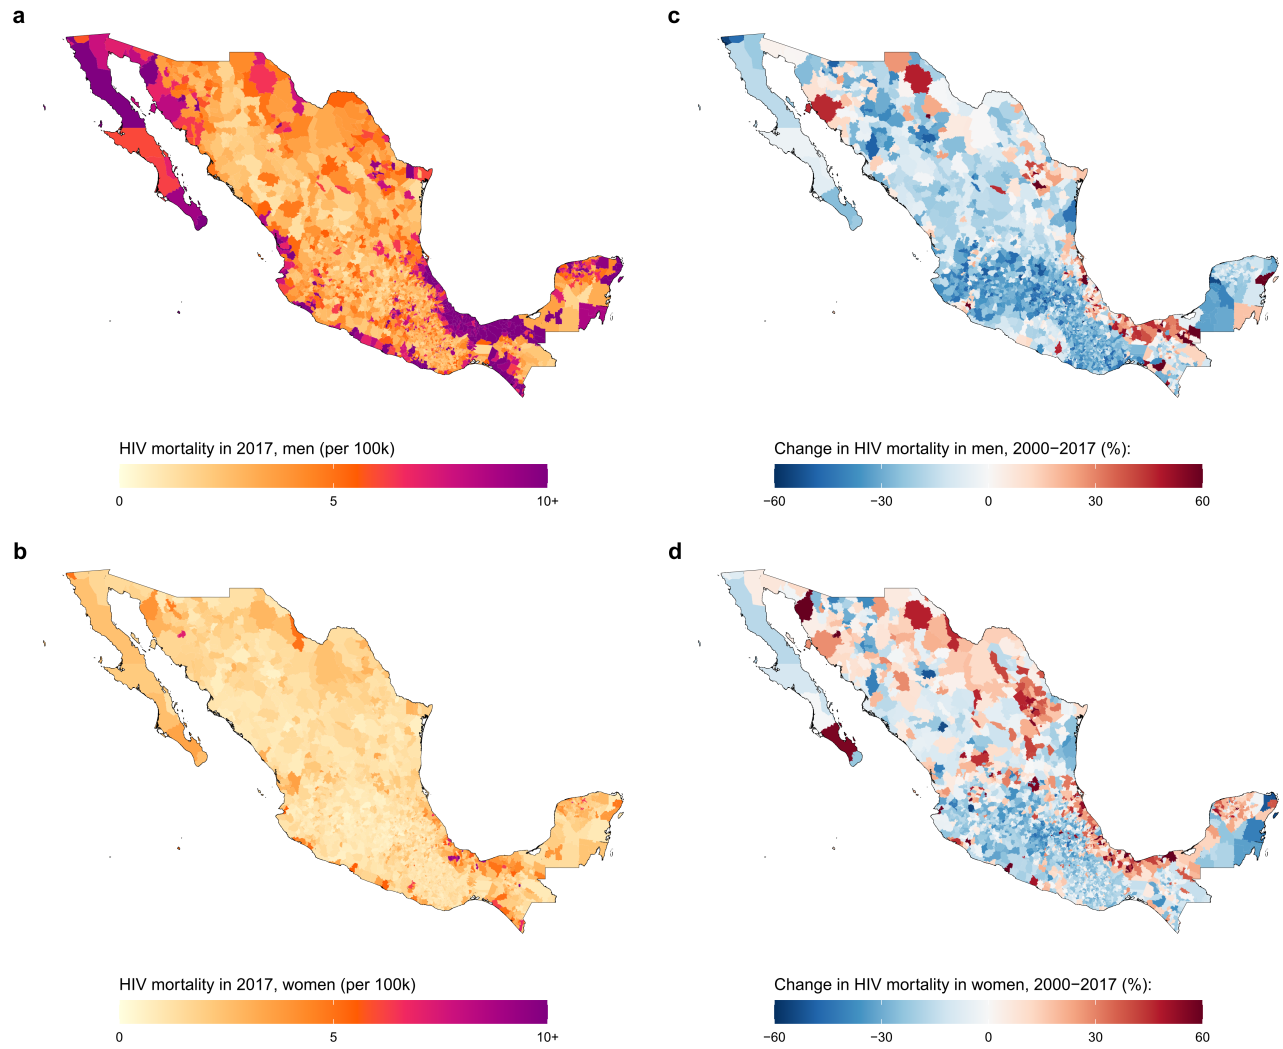 a
c
HIV mortality in 2017, men (per 100k)
0 5 10+
Change in HIV mortality in men, 2000−2017 (%):
−60 −30 0 30 60
b
d
HIV mortality in 2017, women (per 100k)
0 5 10+
Change in HIV mortality in women, 2000−2017 (%):
−60 −30 0 30 60